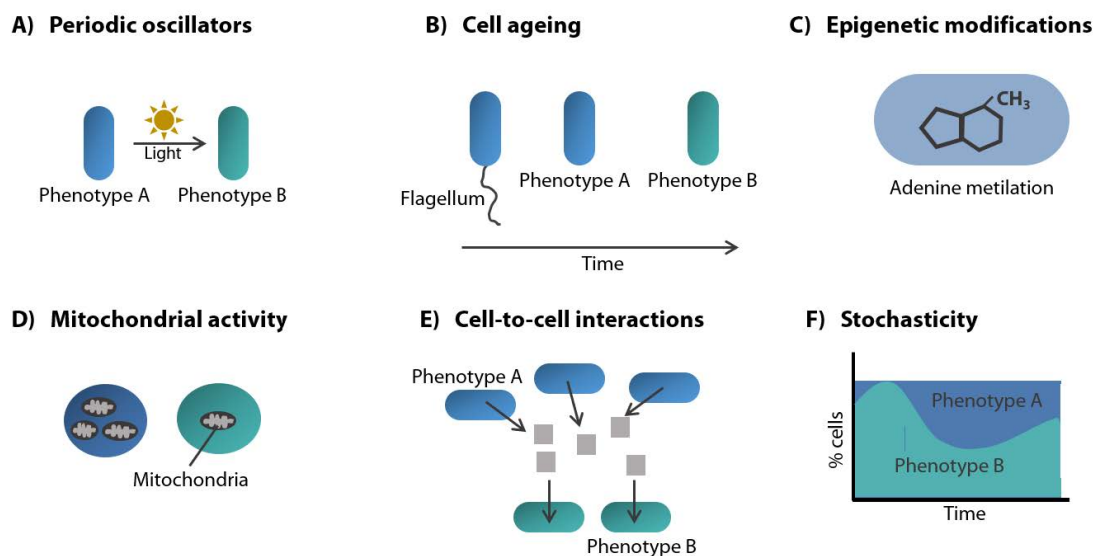 A) Periodic oscillators
Light
Phenotype A
Phenotype B
B) Cell ageing
Flagellum
Phenotype A
Phenotype B
Time
C) Epigenetic modifications
CH3
Adenine metilation
D) Mitochondrial activity
Mitochondria
E) Cell-to-cell interactions
Phenotype A
Phenotype B
F) Stochasticity
% cells
Phenotype A
Phenotype B
Time